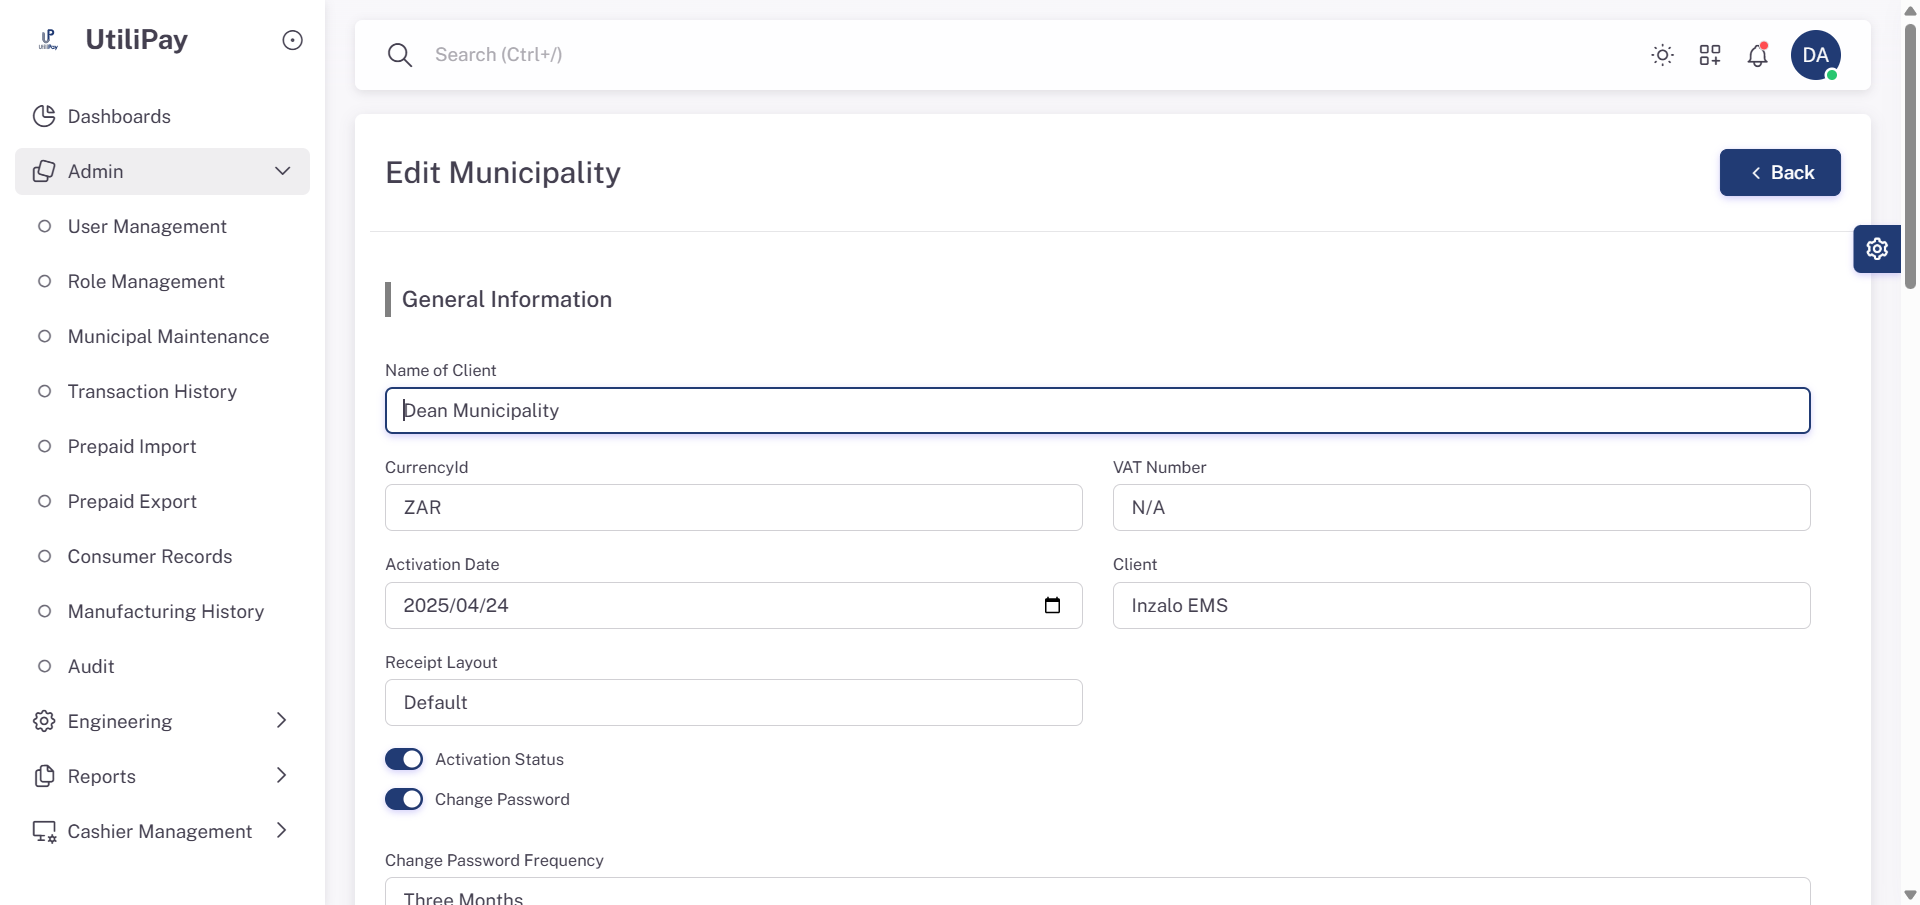 UP
UtiliPay
UtiliPay
Search (Ctrl+/)
DA
Dashboards
Admin
User Management
Role Management
Municipal Maintenance
Transaction History
Prepaid Import
Prepaid Export
Consumer Records
Manufacturing History
Audit
Engineering
Reports
Cashier Management
Edit Municipality
Back
General Information
Name of Client
Dean Municipality
CurrencyId
VAT Number
ZAR
N/A
Activation Date
Client
2025/04/24
Inzalo EMS
Receipt Layout
Default
Activation Status
Change Password
Change Password Frequency
Three Months